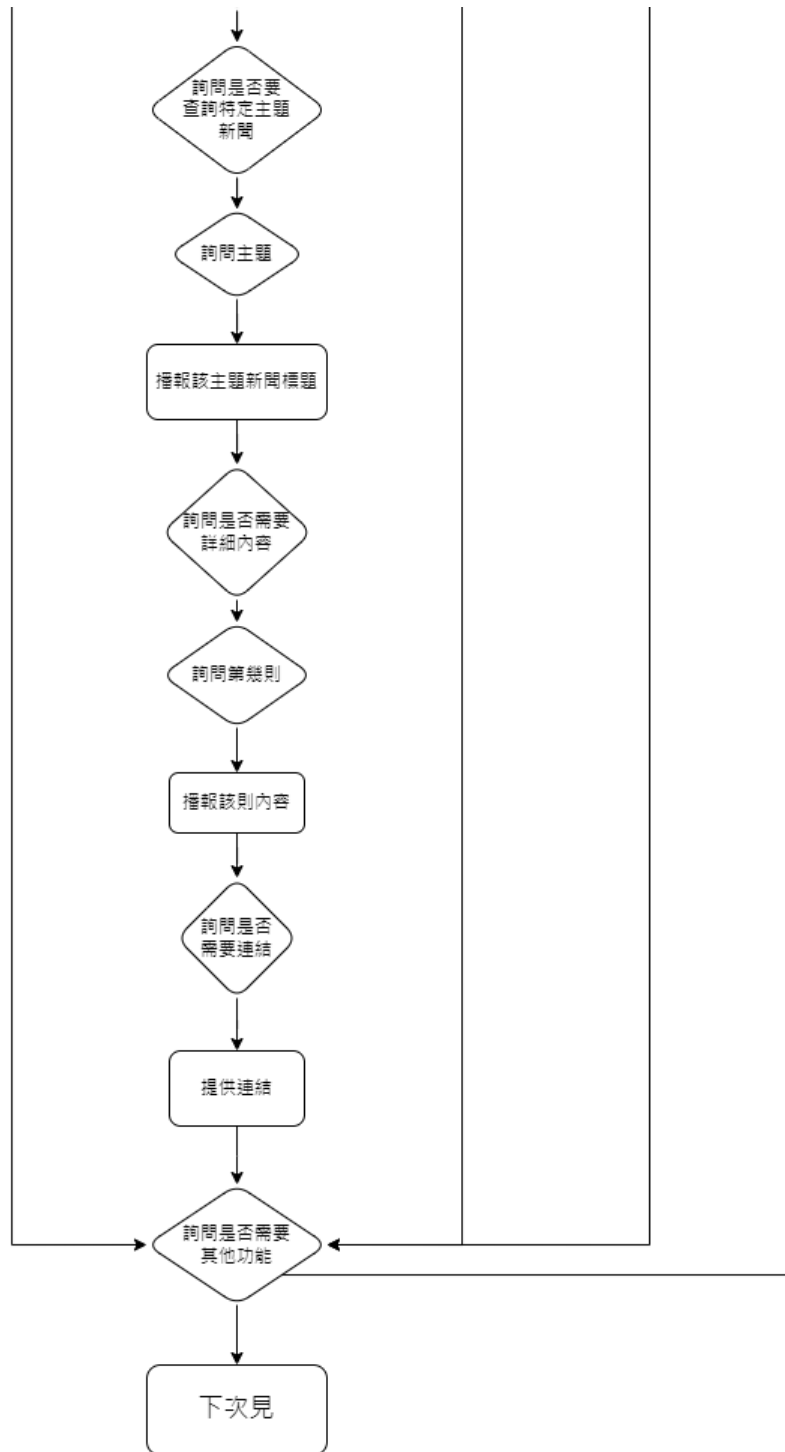 詢問是否要
查詢特定主題
新聞
詢問主題
播報該主題新聞標題
詢問是否需要
詳細內容
詢問第幾則
播報該則內容
詢問是否
需要連結
提供連結
詢問是否需要
其他功能
下次見